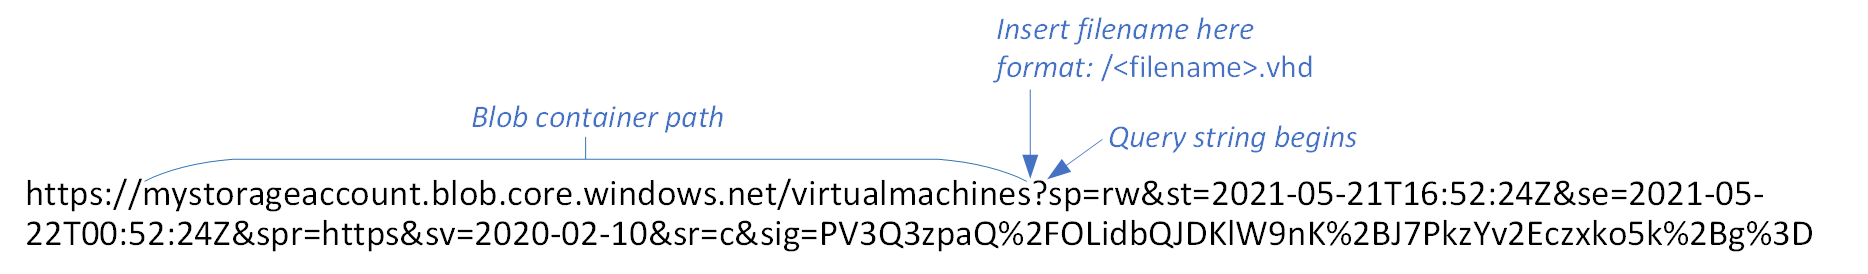 Insert filename here
format: /<filename>.vhd
Blob container path
Query string begins
https://mystorageaccount.blob.core.windows.net/virtualmachines?sp=rw&st=2021-05-21T16:52:24Z&se=2021-05-
22T00:52:24Z&spr=https&sv=2020-02-10&sr=c&sig=PV3Q3zpaQ%2FOLidbQJDKlW9nK%2BJ7PkzYv2Eczxko5k%2Bg%3D